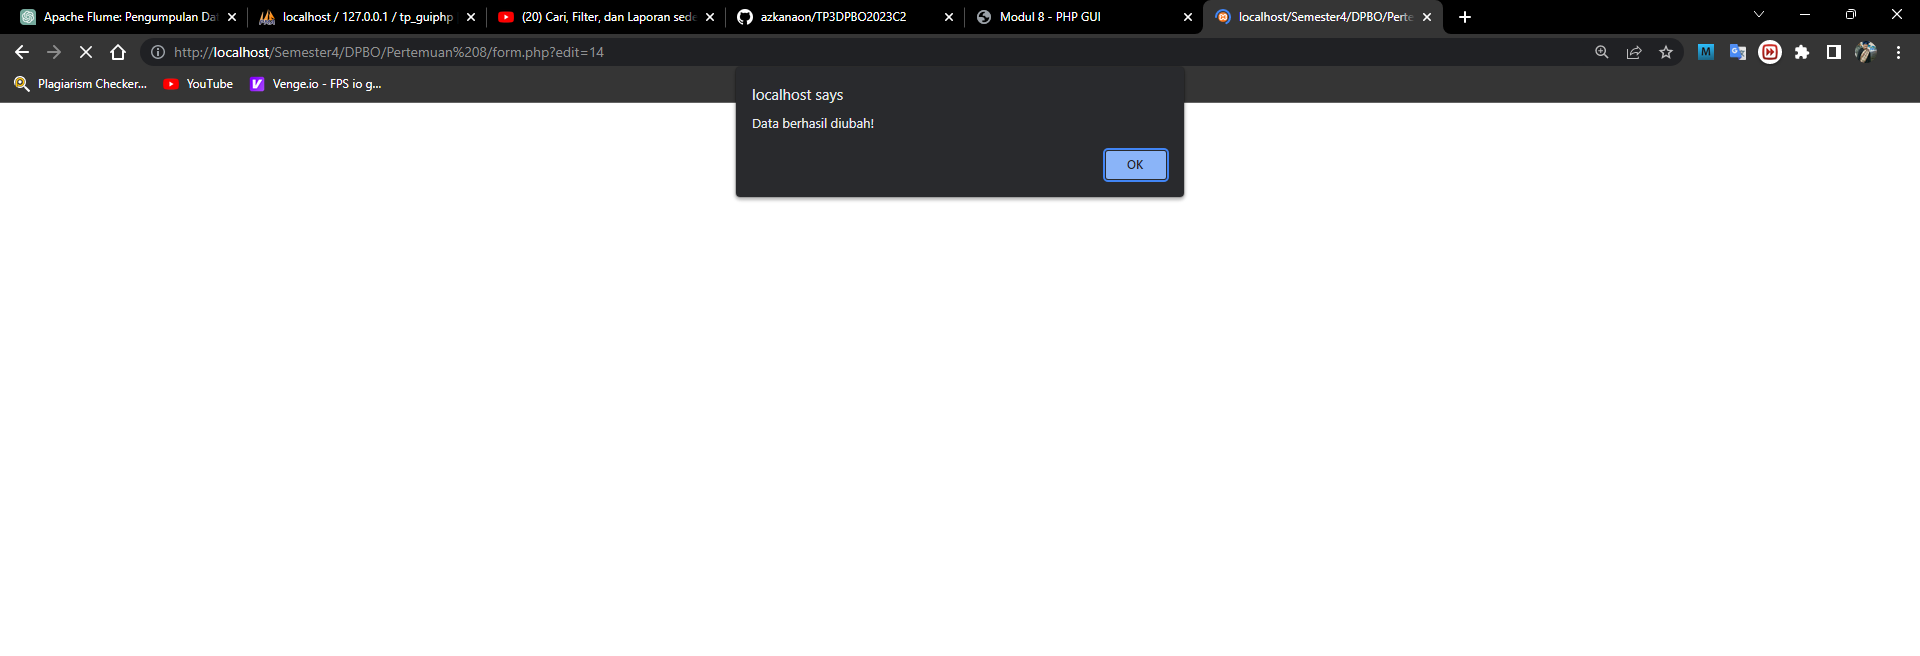 Apache Flume: Pengumpulan Da
localhost / 127.0.0.1 / tp_guiphp
(20) Cari, Filter, dan Laporan sede
azkanaon/TP3DPBO2023C2
Modul 8 - PHP GUI
localhost/Semester4/DPBO/Perte
http://localhost/Semester4/DPBO/Pertemuan%208/form.php?edit=14
Plagiarism Checker...
YouTube
Venge.io - FPS io g...
localhost says
Data berhasil diubah!
OK